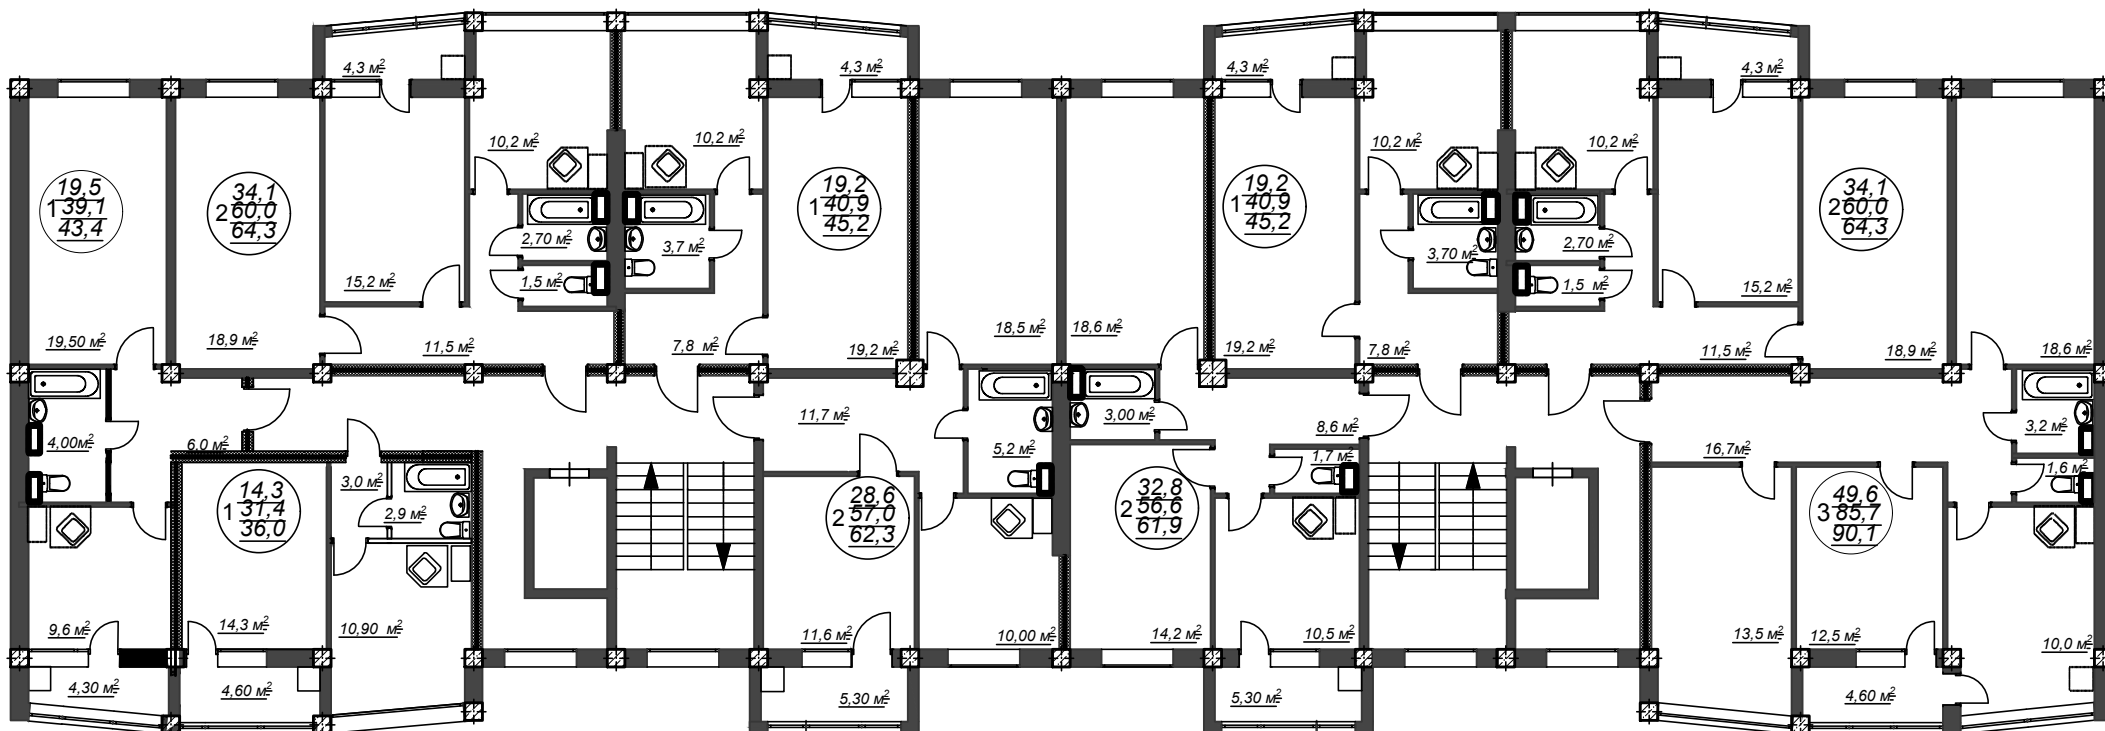 4,3 м²
4,3 м²
4,3 м²
4,3 м²
10,2 м²
10,2 м²
10,2 м²
10,2 м²
19,5
1 39,1
43,4
34,1
2 60,0
64,3
19,2
1 40,9
45,2
19,2
1 40,9
45,2
34,1
2 60,0
64,3
2,70 м²
3,7 м²
3,70 м²
2,70 м²
15,2 м²
1,5 м²
1,5 м²
15,2 м²
19,50 м²
18,9 м²
11,5 м²
7,8 м²
19,2 м²
18,5 м²
18,6 м²
19,2 м²
7,8 м²
11,5 м²
18,9 м²
18,6 м²
4,00м²
6,0 м²
11,7 м²
5,2 м²
3,00 м²
8,6 м²
1,7 м²
16,7м²
3,2 м²
1,6 м²
14,3
1 31,4
36,0
3,0 м²
2,9 м²
28,6
2 57,0
62,3
32,8
2 56,6
61,9
49,6
3 85,7
90,1
9,6 м²
14,3 м²
10,90 м²
11,6 м²
10,00 м²
14,2 м²
10,5 м²
13,5 м²
12,5 м²
10,0 м²
4,30 м²
4,60 м²
5,30 м²
5,30 м²
4,60 м²